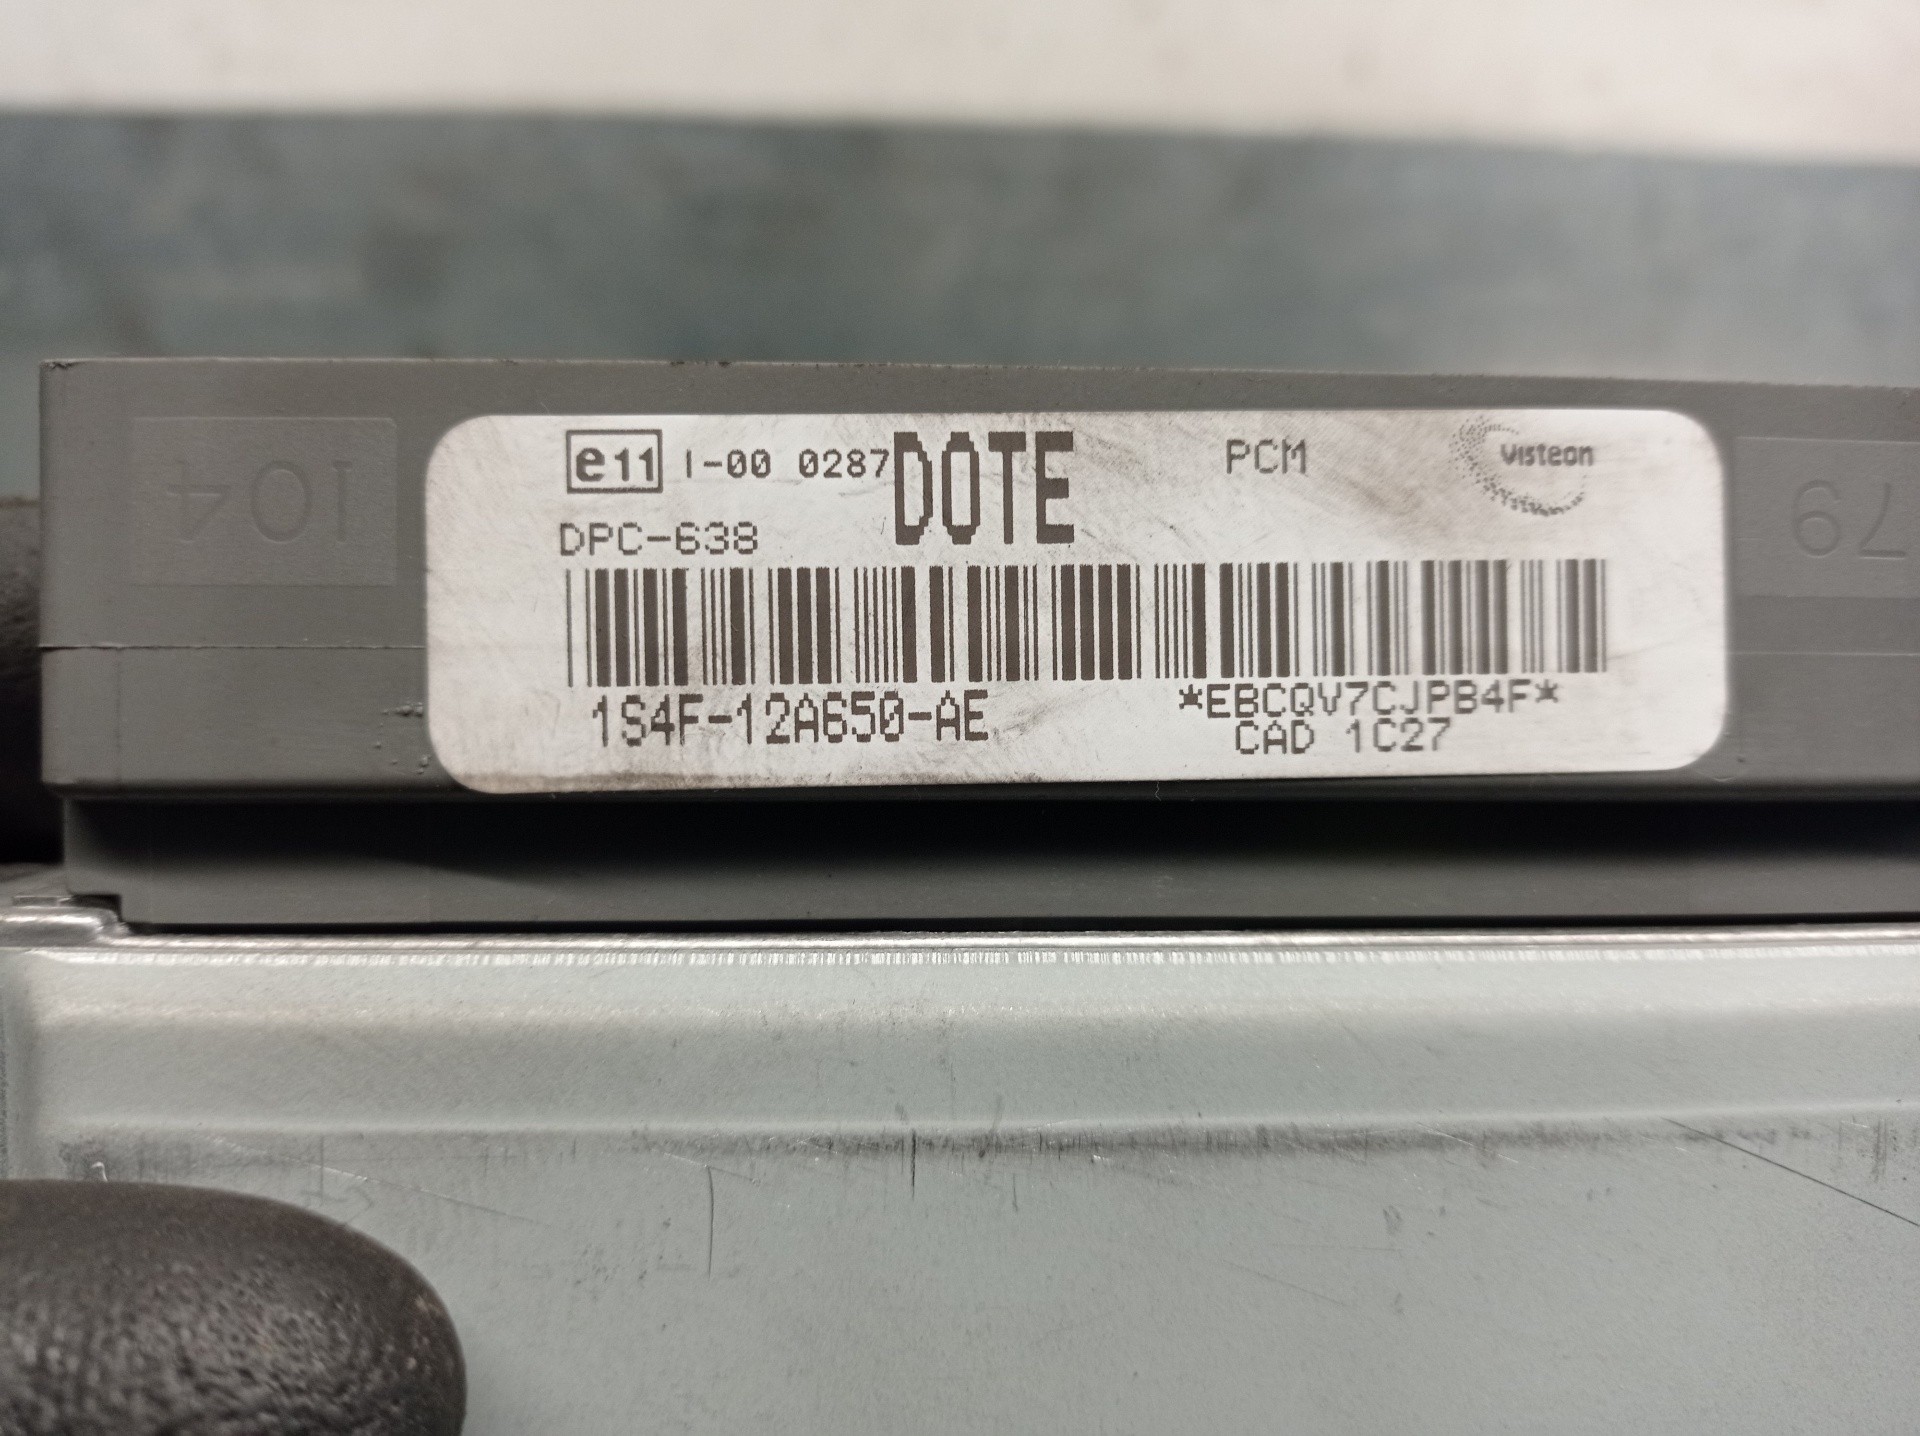 104
e11 I-00 0287 DOTE PCM Visteon
DPC-638
1S4F-12A650-AE
*EBCQV7CJPB4F*
CAD 1C27
79